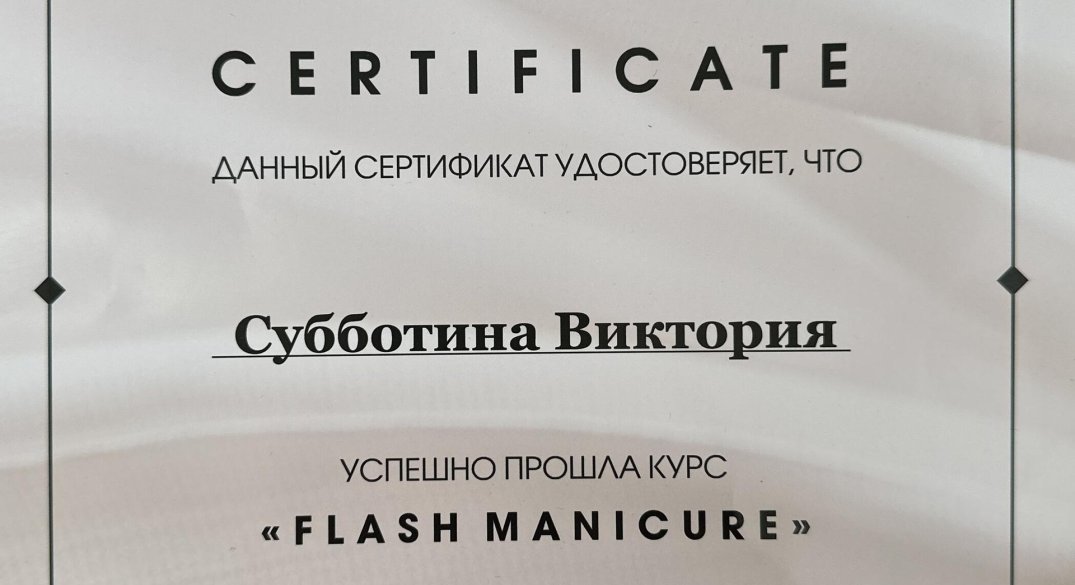 CERTIFICATE
ДАННЫЙ СЕРТИФИКАТ УДОСТОВЕРЯЕТ, ЧТО
Субботина Виктория
УСПЕШНО ПРОШЛА КУРС
«FLASH MANICURE»